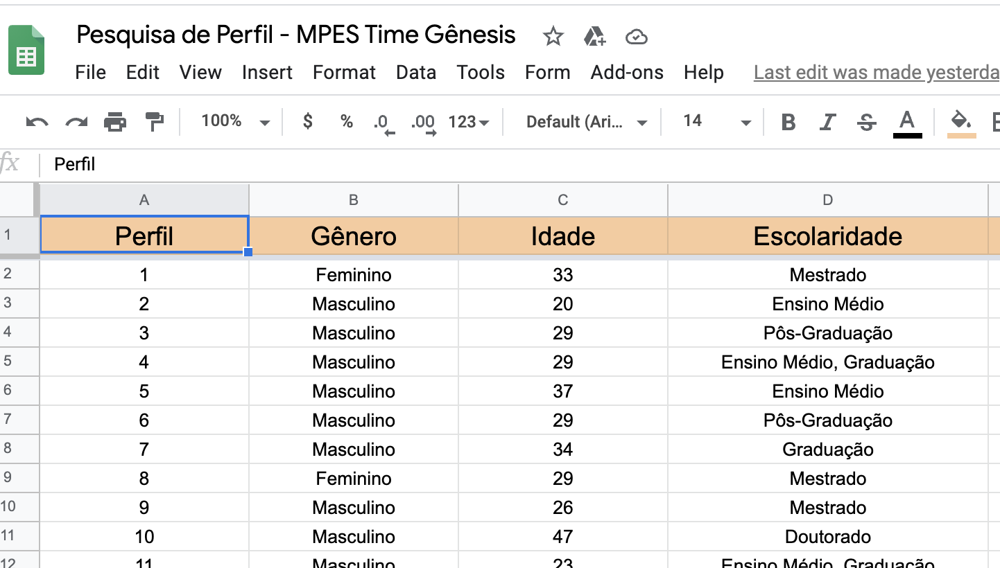 Pesquisa de Perfil - MPES Time Gênesis
File Edit View Insert Format Data Tools Form Add-ons Help Last edit was made yesterda
100% $ % .0 .00 123 Default (Ari... 14 B I S A
fx Perfil
A B C D
1 Perfil Gênero Idade Escolaridade
2 1 Feminino 33 Mestrado
3 2 Masculino 20 Ensino Médio
4 3 Masculino 29 Pôs-Graduação
5 4 Masculino 29 Ensino Médio, Graduação
6 5 Masculino 37 Ensino Médio
7 6 Masculino 29 Pôs-Graduação
8 7 Masculino 34 Graduação
9 8 Feminino 29 Mestrado
10 9 Masculino 26 Mestrado
11 10 Masculino 47 Doutorado
12 11 Masculino 23 Ensino Médio, Graduação